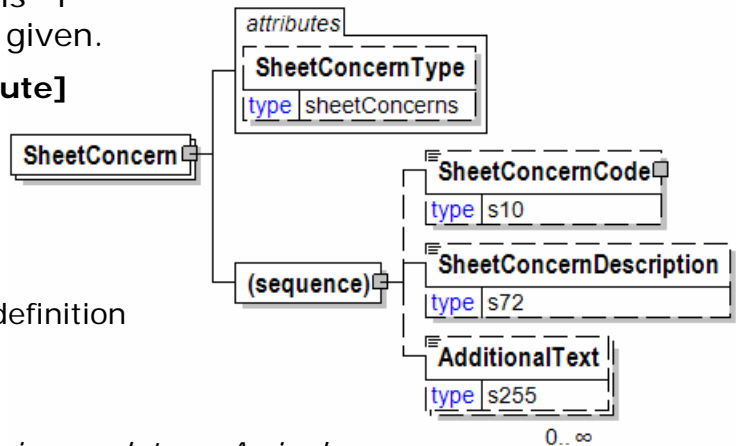 given.
ute]
attributes
SheetConcernType
type sheetConcerns
SheetConcern
SheetConcernCode
type s10
(sequence)
SheetConcernDescription
type s72
definition
AdditionalText
type s255
0..∞